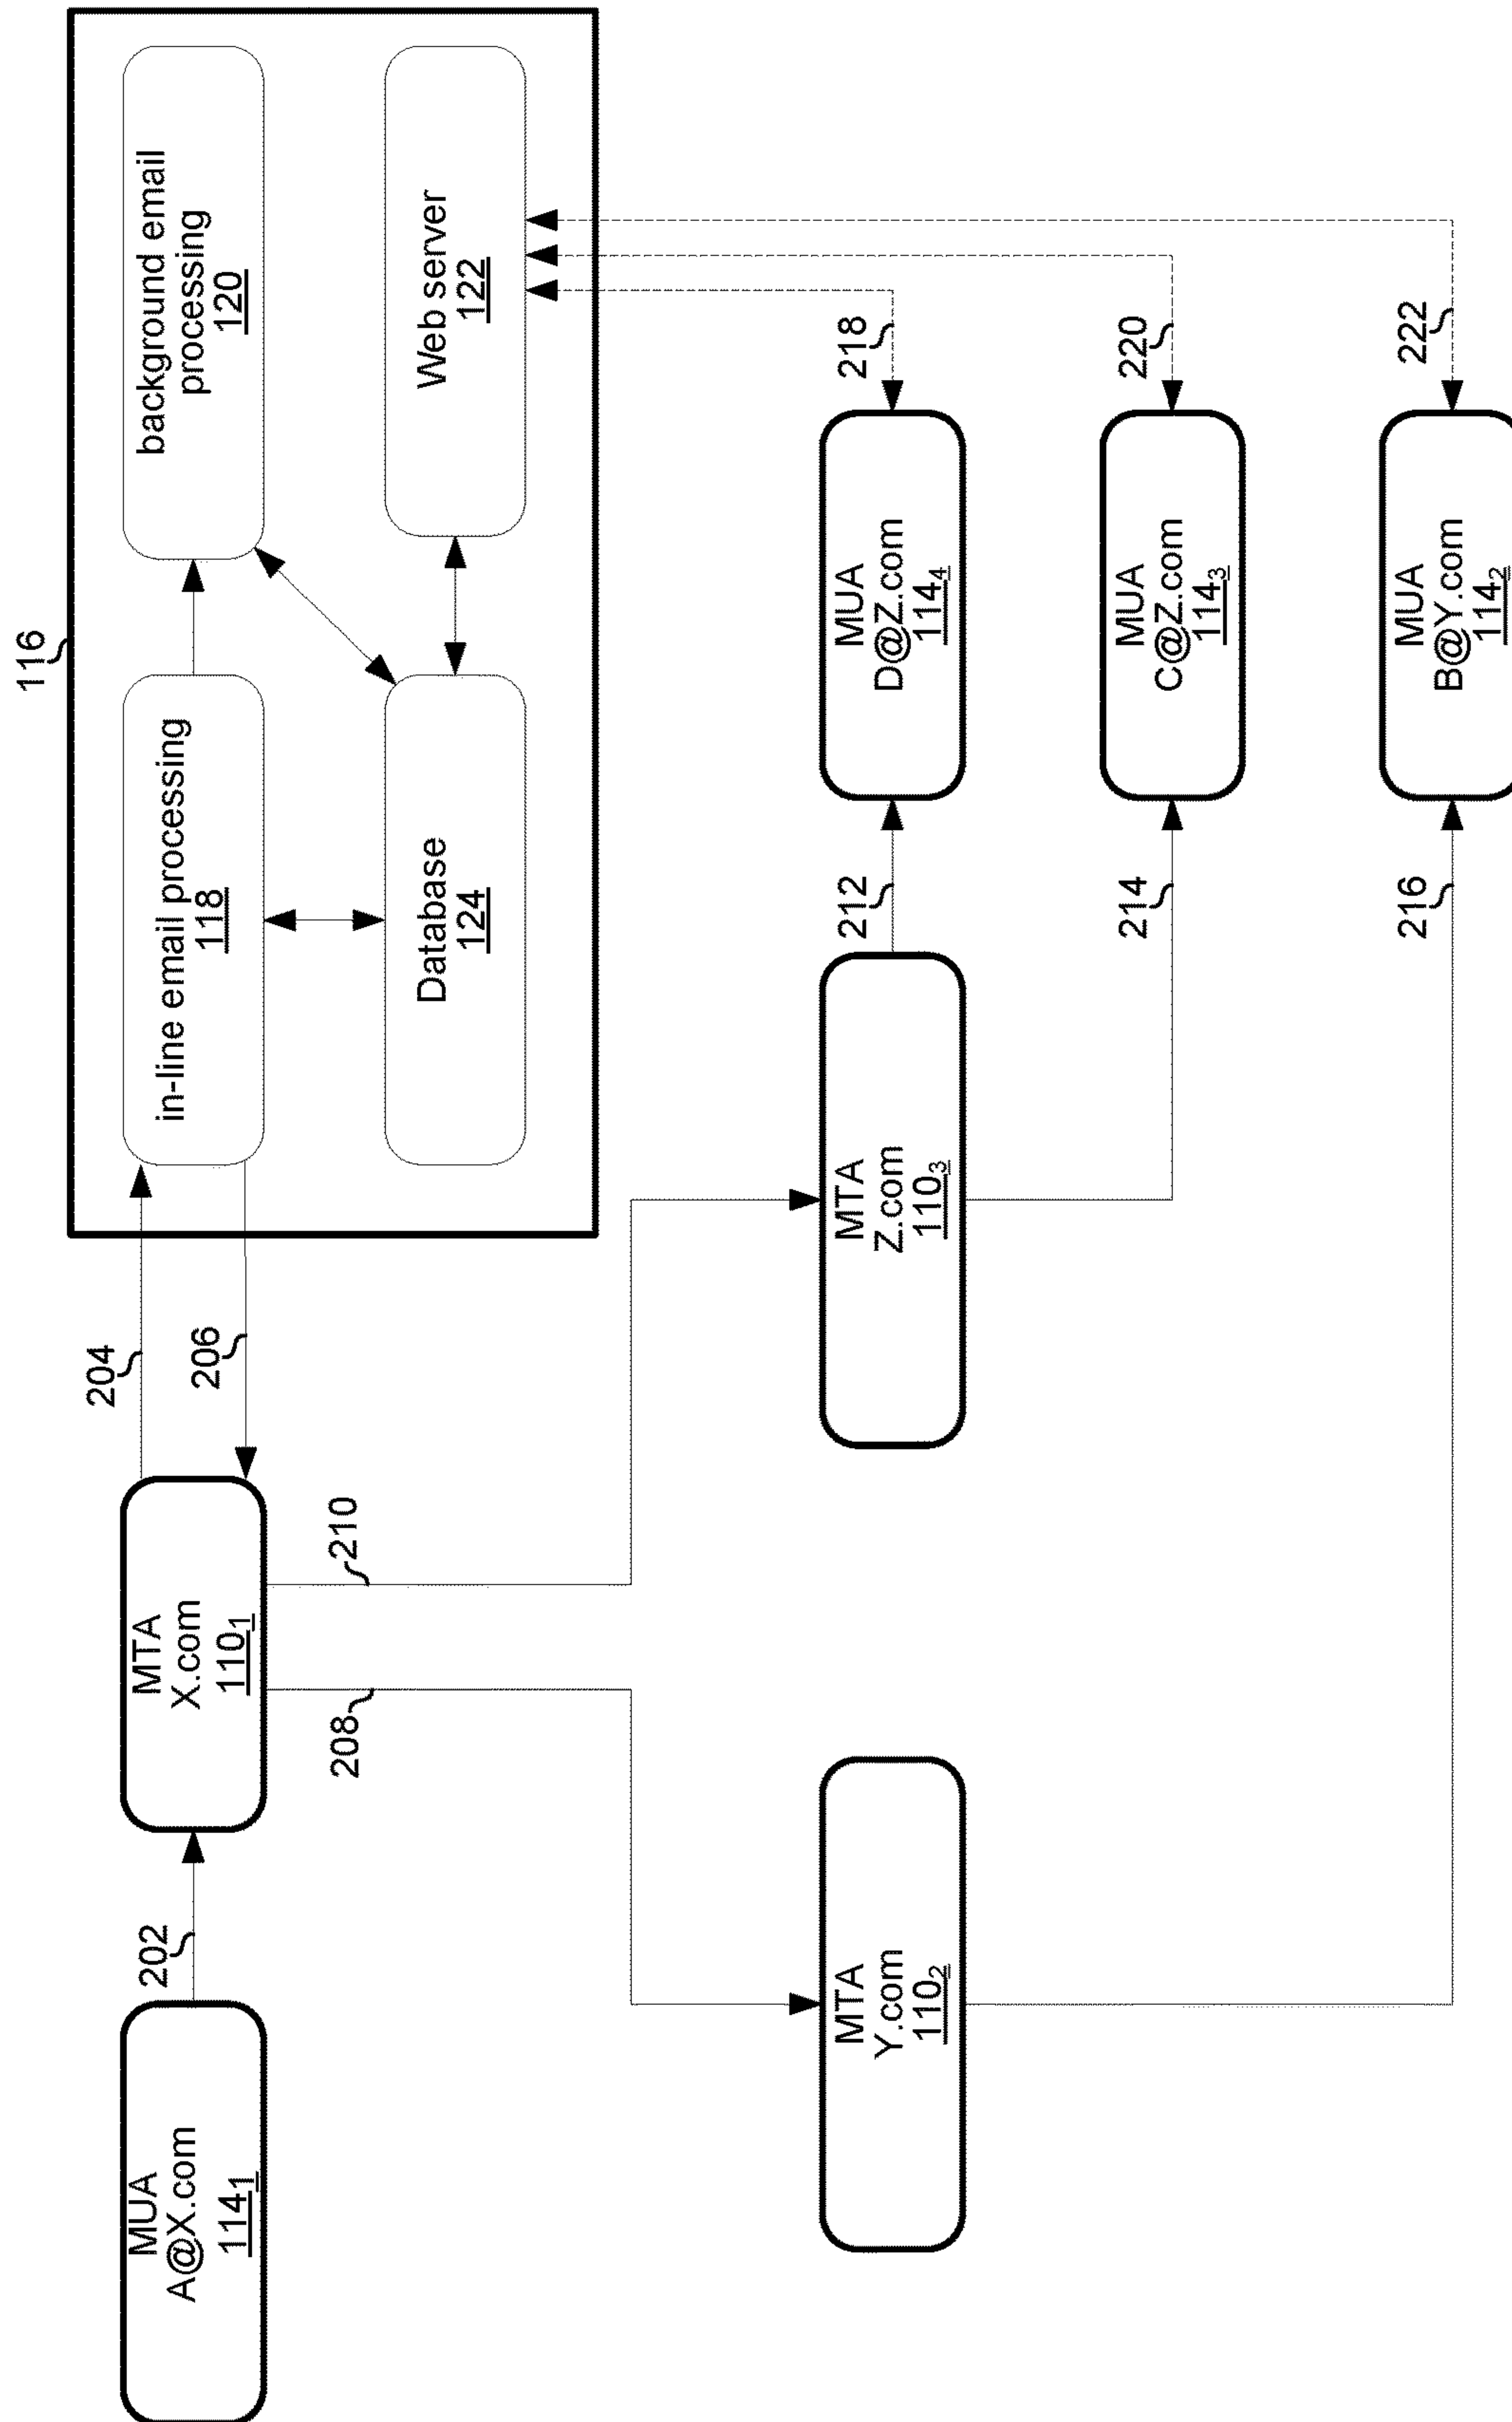 116
in-line email processing
118
background email
processing
120
Database
124
Web server
122
MUA
A@X.com
114₁
202
MTA
X.com
110₁
204
206
208
210
MTA
Y.com
110₂
MTA
Z.com
110₃
212
MUA
D@Z.com
114₄
218
214
MUA
C@Z.com
114₃
220
216
MUA
B@Y.com
114₂
222